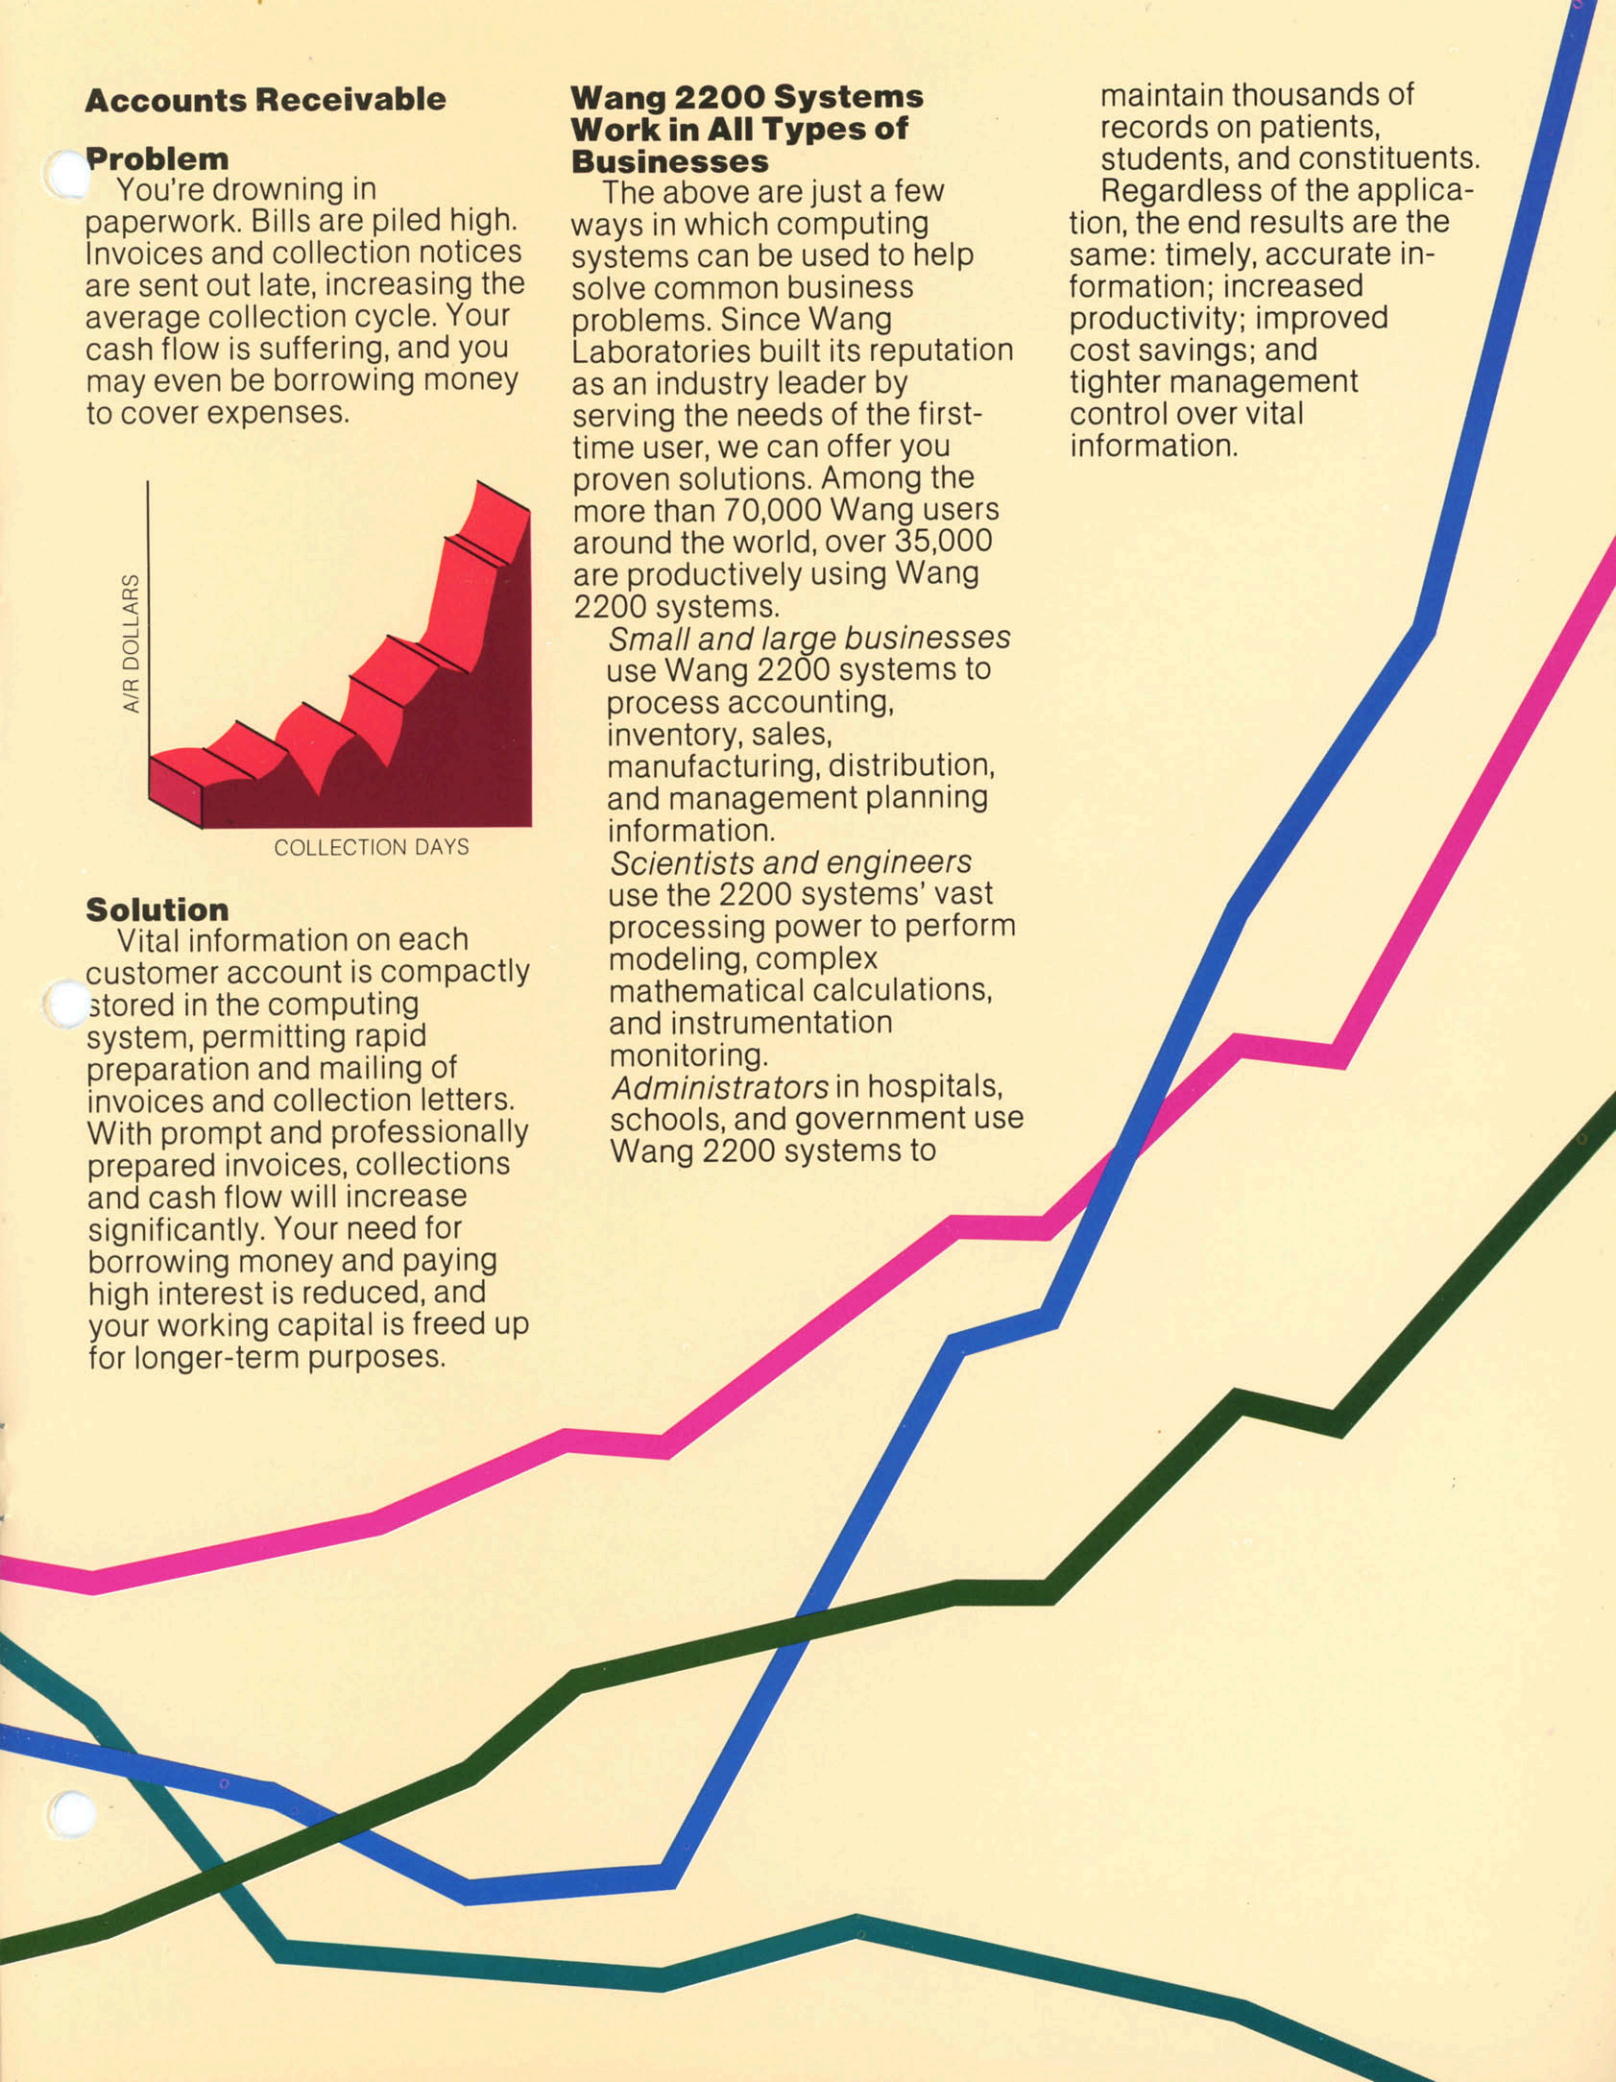 Accounts Receivable
Problem
You're drowning in
paperwork. Bills are piled high.
Invoices and collection notices
are sent out late, increasing the
average collection cycle. Your
cash flow is suffering, and you
may even be borrowing money
to cover expenses.
A/R DOLLARS
COLLECTION DAYS
Solution
Vital information on each
customer account is compactly
stored in the computing
system, permitting rapid
preparation and mailing of
invoices and collection letters.
With prompt and professionally
prepared invoices, collections
and cash flow will increase
significantly. Your need for
borrowing money and paying
high interest is reduced, and
your working capital is freed up
for longer-term purposes.
Wang 2200 Systems
Work in All Types of
Businesses
The above are just a few
ways in which computing
systems can be used to help
solve common business
problems. Since Wang
Laboratories built its reputation
as an industry leader by
serving the needs of the first-
time user, we can offer you
proven solutions. Among the
more than 70,000 Wang users
around the world, over 35,000
are productively using Wang
2200 systems.
Small and large businesses
use Wang 2200 systems to
process accounting,
inventory, sales,
manufacturing, distribution,
and management planning
information.
Scientists and engineers
use the 2200 systems' vast
processing power to perform
modeling, complex
mathematical calculations,
and instrumentation
monitoring.
Administrators in hospitals,
schools, and government use
Wang 2200 systems to
maintain thousands of
records on patients,
students, and constituents.
Regardless of the applica-
tion, the end results are the
same: timely, accurate in-
formation; increased
productivity; improved
cost savings; and
tighter management
control over vital
information.